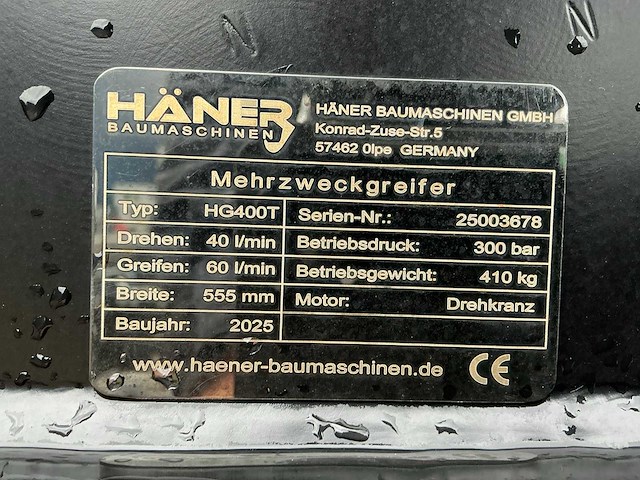 HÄNER
BAUMASCHINEN
HÄNER BAUMASCHINEN GMBH
Konrad-Zuse-Str.5
57462 Olpe GERMANY
Mehrzweckgreifer
Typ: HG400T
Serien-Nr.: 25003678
Drehen: 40 l/min
Betriebsdruck: 300 bar
Greifen: 60 l/min
Betriebsgewicht: 410 kg
Breite: 555 mm
Motor: Drehkranz
Baujahr: 2025
www.haener-baumaschinen.de CE